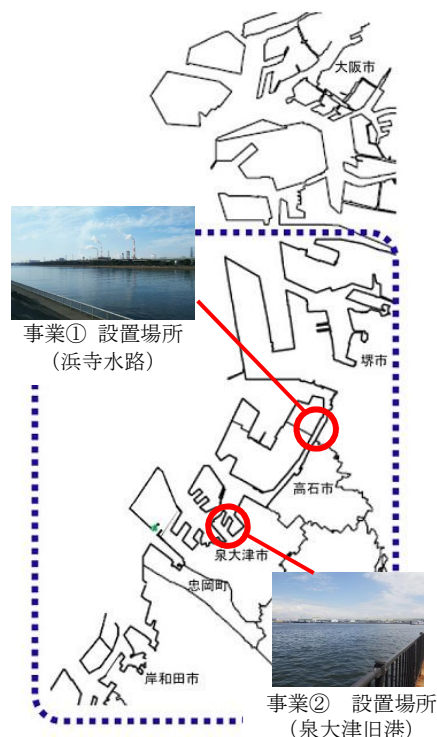 大阪市
事業① 設置場所
（浜寺水路）
堺市
高石市
泉大津市
忠岡町
岸和田市
事業② 設置場所
（泉大津旧港）